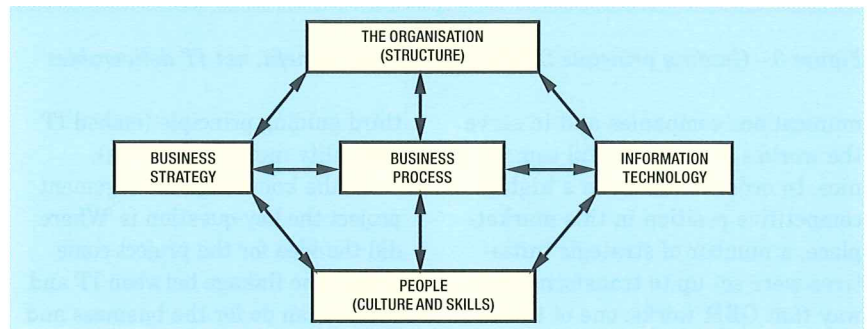 THE ORGANISATION
(STRUCTURE)
BUSINESS
STRATEGY
BUSINESS
PROCESS
INFORMATION
TECHNOLOGY
PEOPLE
(CULTURE AND SKILLS)